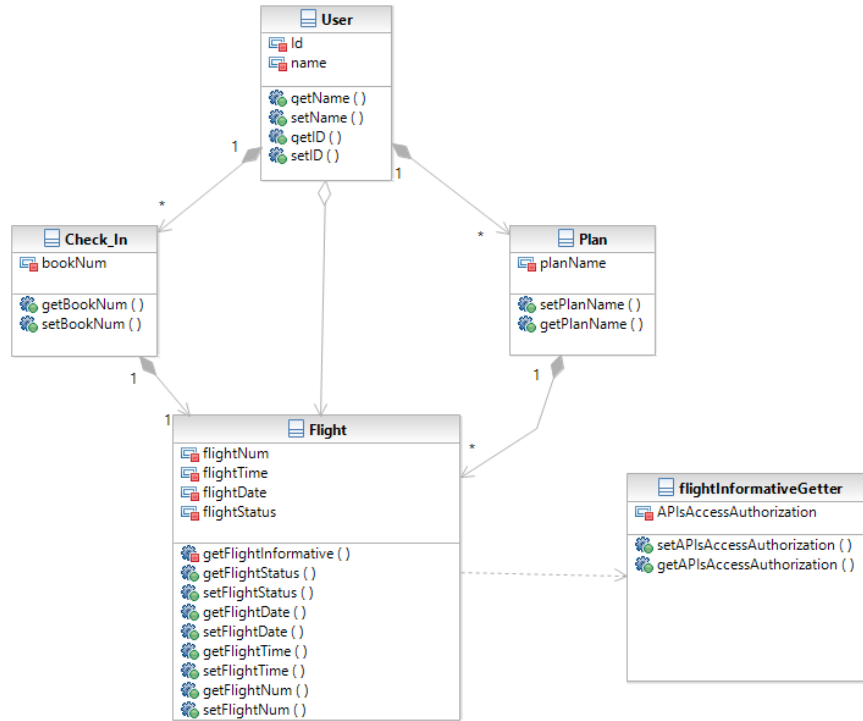 User
Id
name
getName ( )
setName ( )
getID ( )
setID ( )
1
1
*
*
Check_In
bookNum
getBookNum ( )
setBookNum ( )
Plan
planName
setPlanName ( )
getPlanName ( )
1
1
1
*
Flight
flightNum
flightTime
flightDate
flightStatus
getFlightInformative ( )
getFlightStatus ( )
setFlightStatus ( )
getFlightDate ( )
setFlightDate ( )
getFlightTime ( )
setFlightTime ( )
getFlightNum ( )
setFlightNum ( )
flightInformativeGetter
APIsAccessAuthorization
setAPIsAccessAuthorization ( )
getAPIsAccessAuthorization ( )